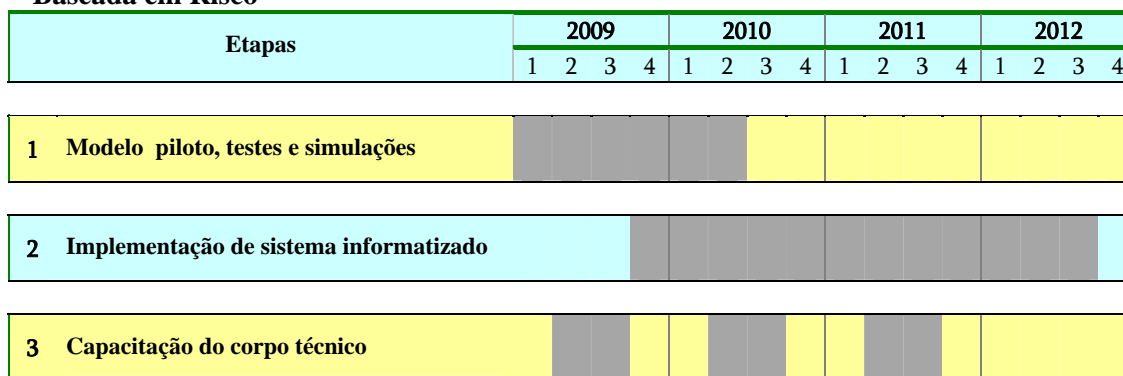 Baseada em Risco
Etapas
2009 2010 2011 2012
1 2 3 4 1 2 3 4 1 2 3 4 1 2 3 4
1 Modelo piloto, testes e simulações
2 Implementação de sistema informatizado
3 Capacitação do corpo técnico